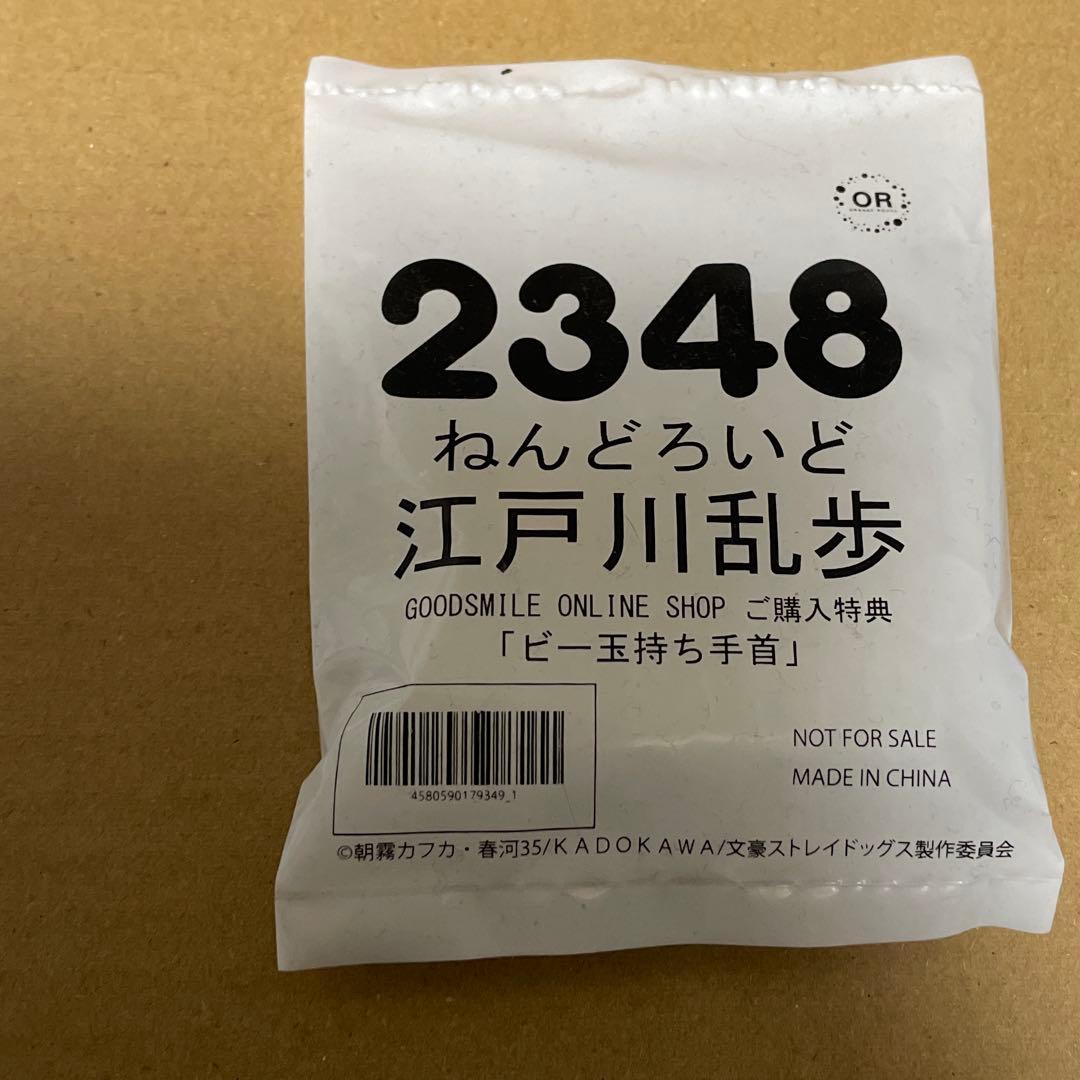 OR
ORANGE ROUGE
2348
ねんどろいど
江戸川乱歩
GOODSMILE ONLINE SHOP ご購入特典
「ビー玉持ち手首」
NOT FOR SALE
MADE IN CHINA
4580590179349_1
©朝霧カフカ・春河35/KADOKAWA/文豪ストレイドッグス製作委員会